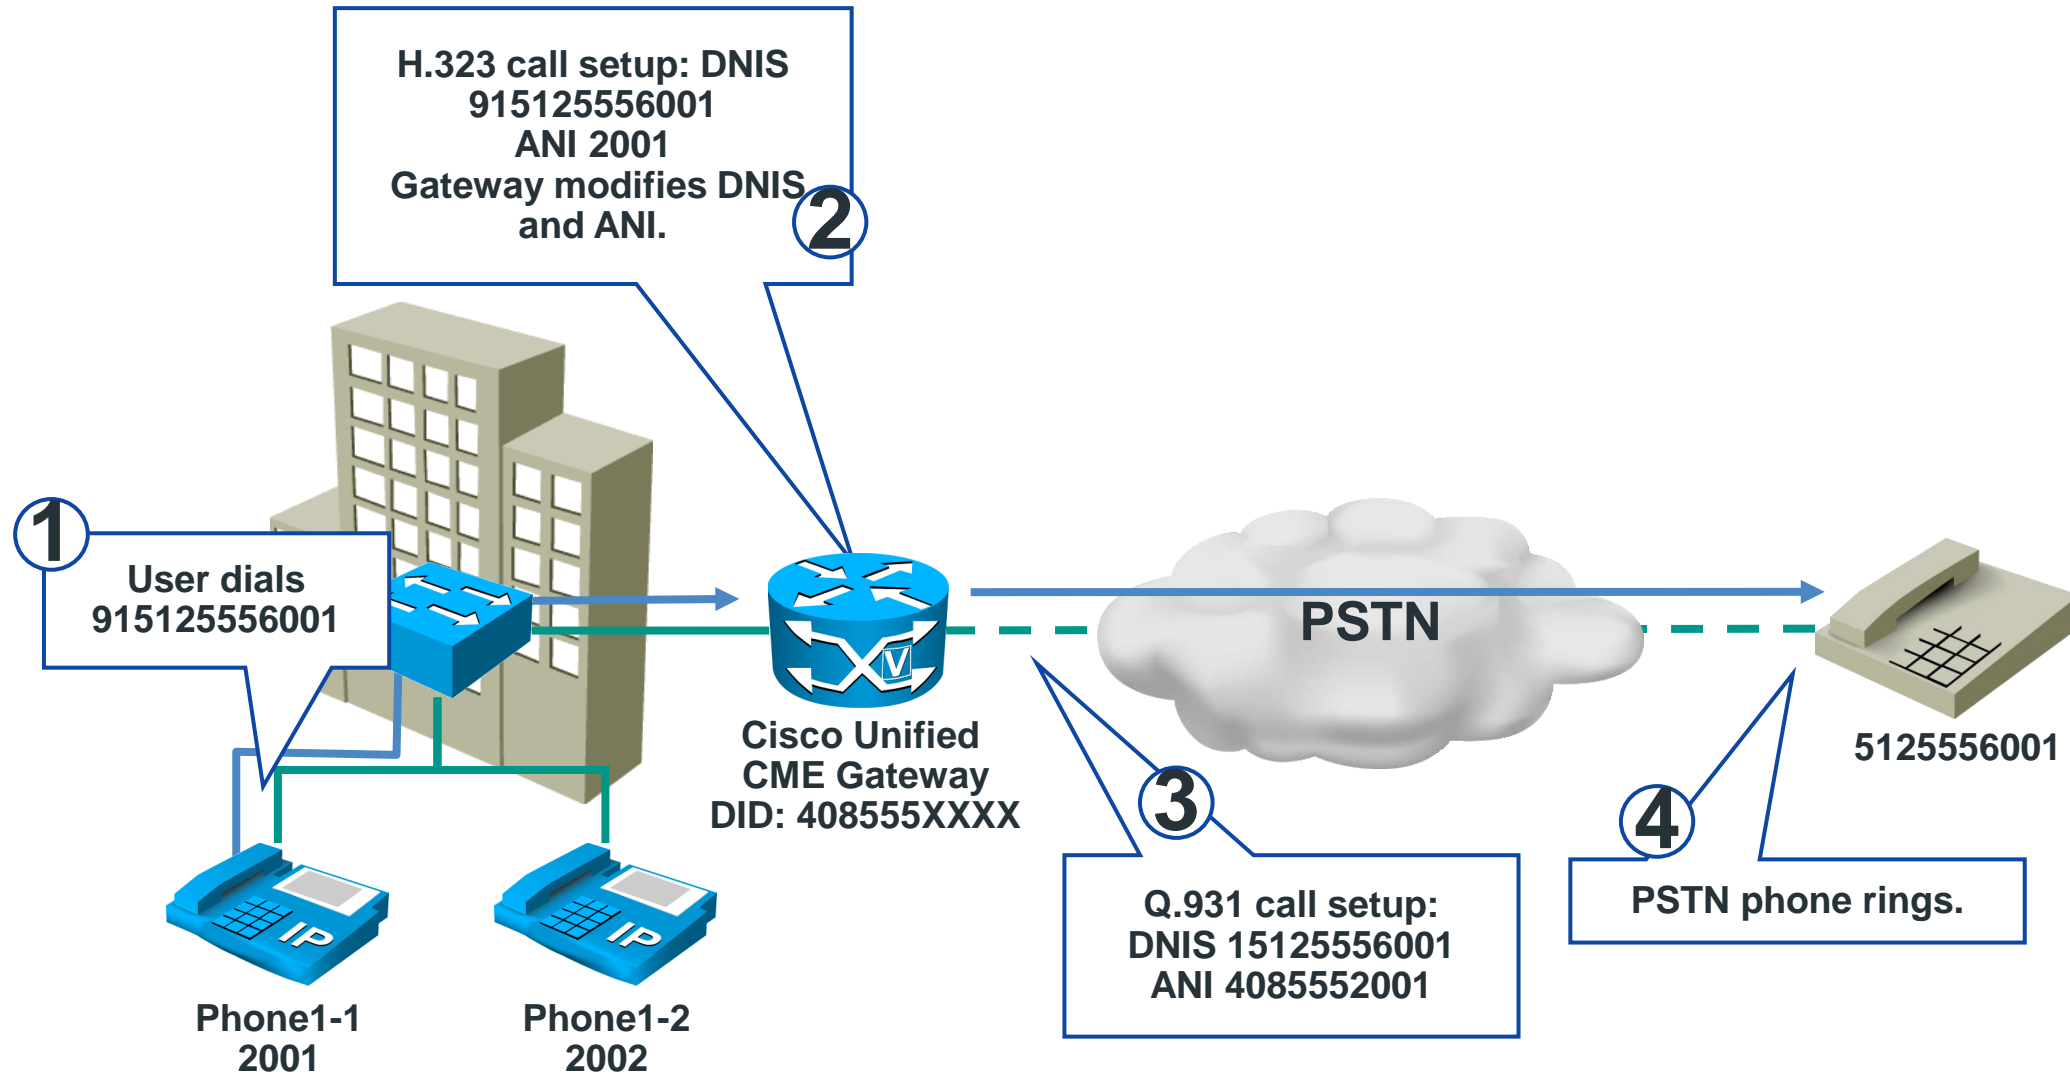 H.323 call setup: DNIS
915125556001
ANI 2001
Gateway modifies DNIS
and ANI.
2
1
User dials
915125556001
V
PSTN
Cisco Unified
CME Gateway
DID: 408555XXXX
5125556001
3
4
Q.931 call setup:
DNIS 15125556001
ANI 4085552001
PSTN phone rings.
IP
IP
Phone1-1
2001
Phone1-2
2002